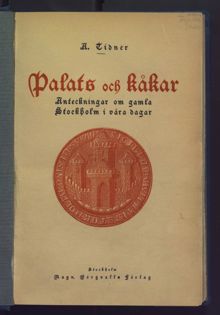 A. Tidner
Palats och kåkar
Anteckningar om gamla
Stockholm i våra dagar
Stockholm
Magn. Bergvalls Förlag